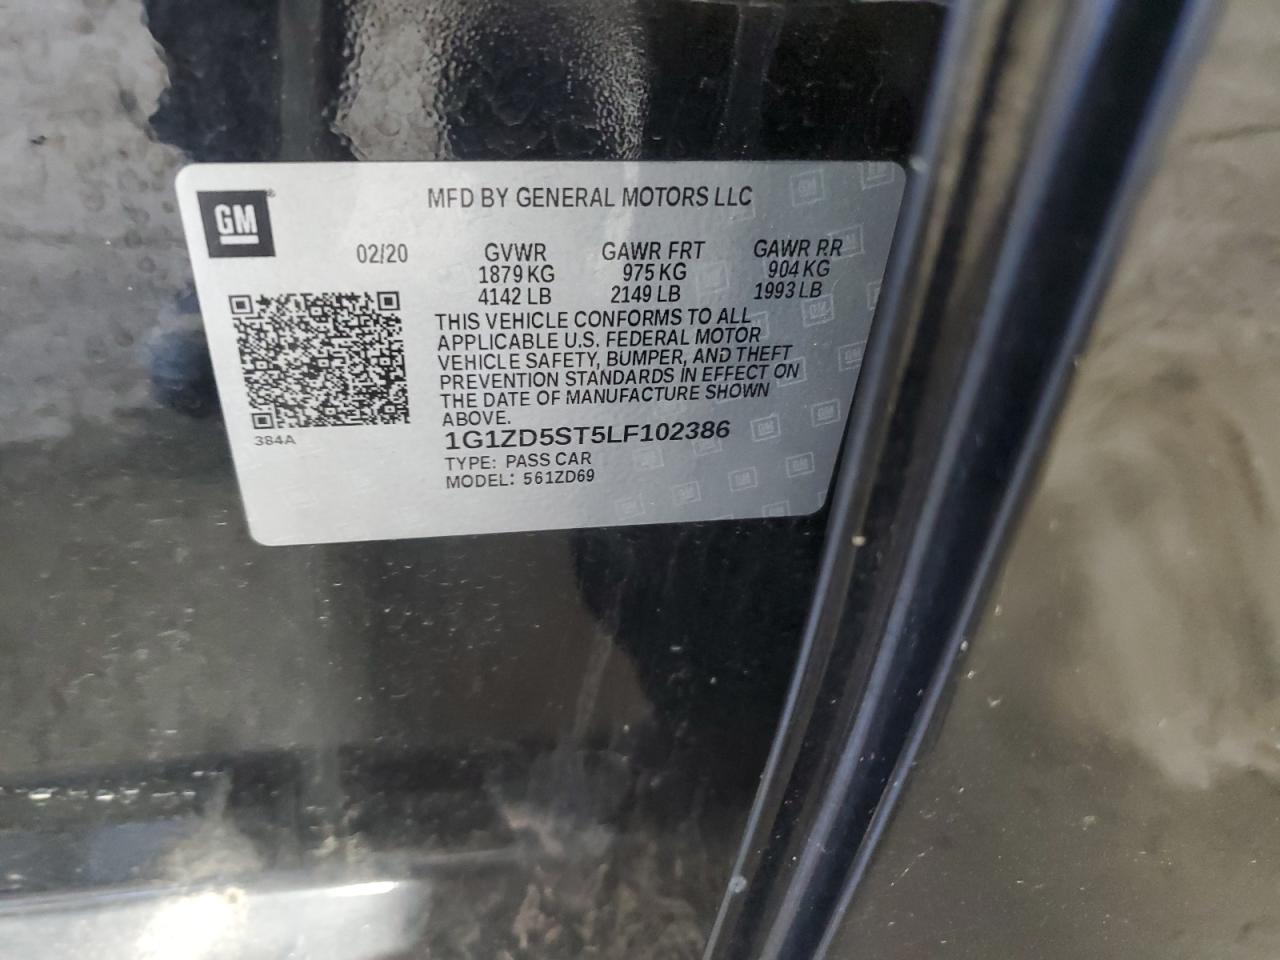 GM
MFD BY GENERAL MOTORS LLC
02/20 GVWR GAWR FRT GAWR RR
1879 KG 975 KG 904 KG
4142 LB 2149 LB 1993 LB
THIS VEHICLE CONFORMS TO ALL
APPLICABLE U.S. FEDERAL MOTOR
VEHICLE SAFETY, BUMPER, AND THEFT
PREVENTION STANDARDS IN EFFECT ON
THE DATE OF MANUFACTURE SHOWN
ABOVE.
384A
1G1ZD5ST5LF102386
TYPE: PASS CAR
MODEL: 561ZD69